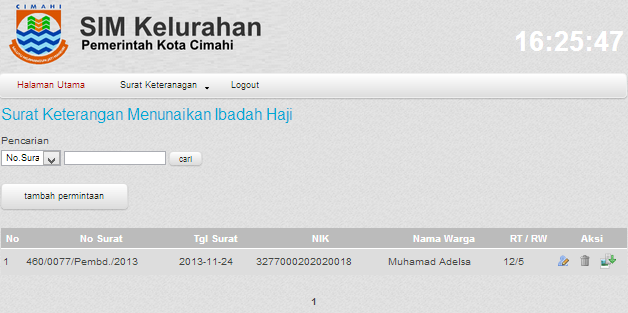 CIMAHI
SIM Kelurahan
Pemerintah Kota Cimahi
16:25:47
Halaman Utama Surat Keteranagan Logout
Surat Keterangan Menunaikan Ibadah Haji
Pencarian
No.Sura cari
tambah permintaan
No No Surat Tgl Surat NIK Nama Warga RT / RW Aksi
1 460/0077/Pembd./2013 2013-11-24 3277000202020018 Muhamad Adelsa 12/5
1